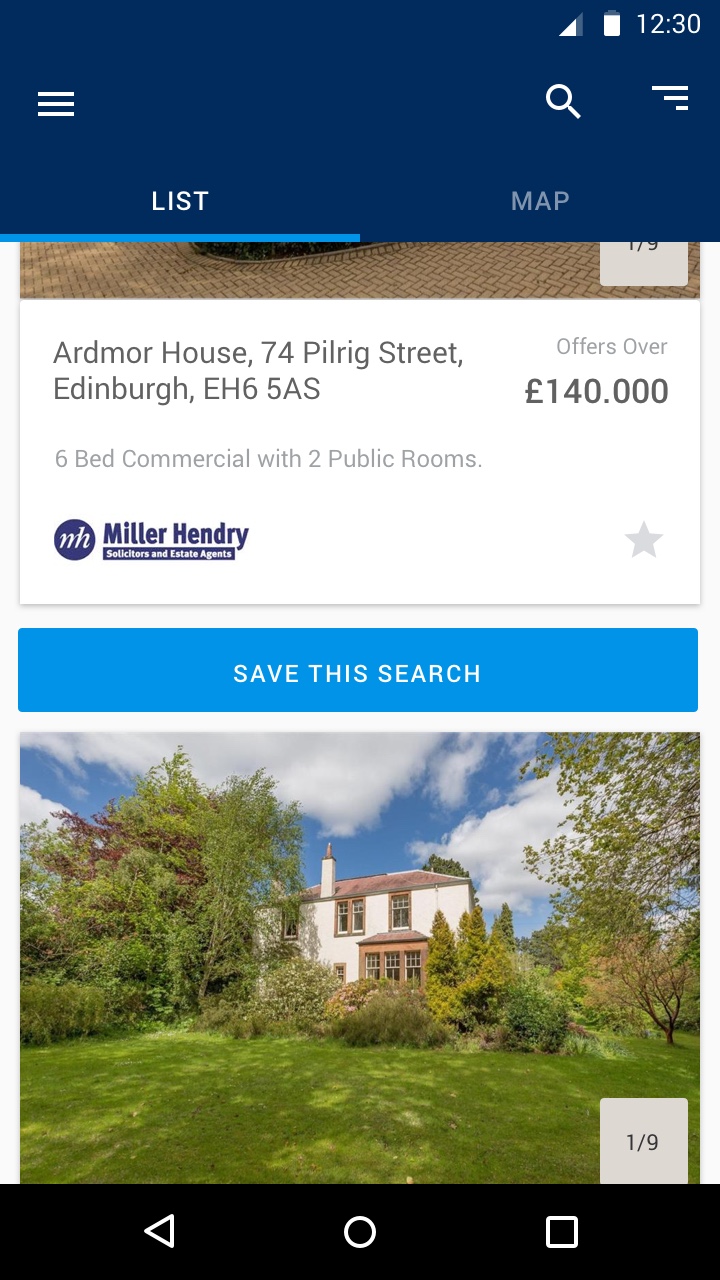 12:30
LIST
MAP
1/9
Ardmor House, 74 Pilrig Street,
Edinburgh, EH6 5AS
Offers Over
£140.000
6 Bed Commercial with 2 Public Rooms.
mh
Miller Hendry
Solicitors and Estate Agents
SAVE THIS SEARCH
1/9